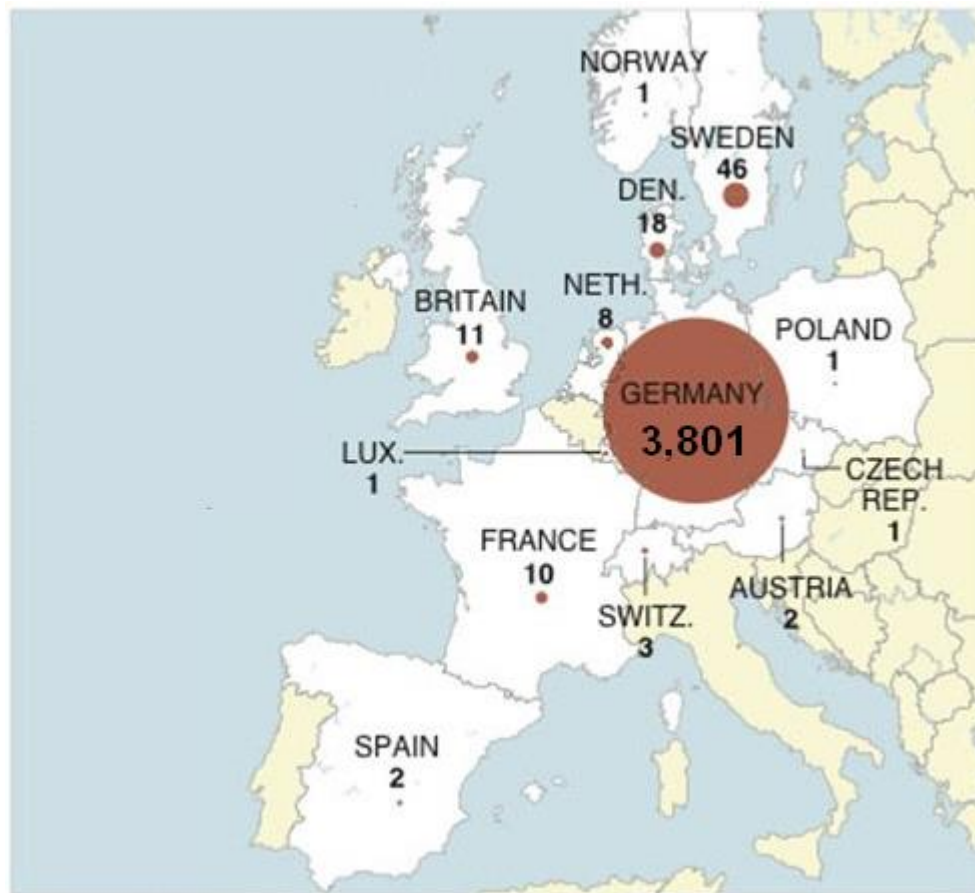 NORWAY
1
SWEDEN
46
DEN.
18
NETH.
8
BRITAIN
11
POLAND
1
GERMANY
3,801
LUX.
1
CZECH
REP.
1
FRANCE
10
AUSTRIA
2
SWITZ.
3
SPAIN
2